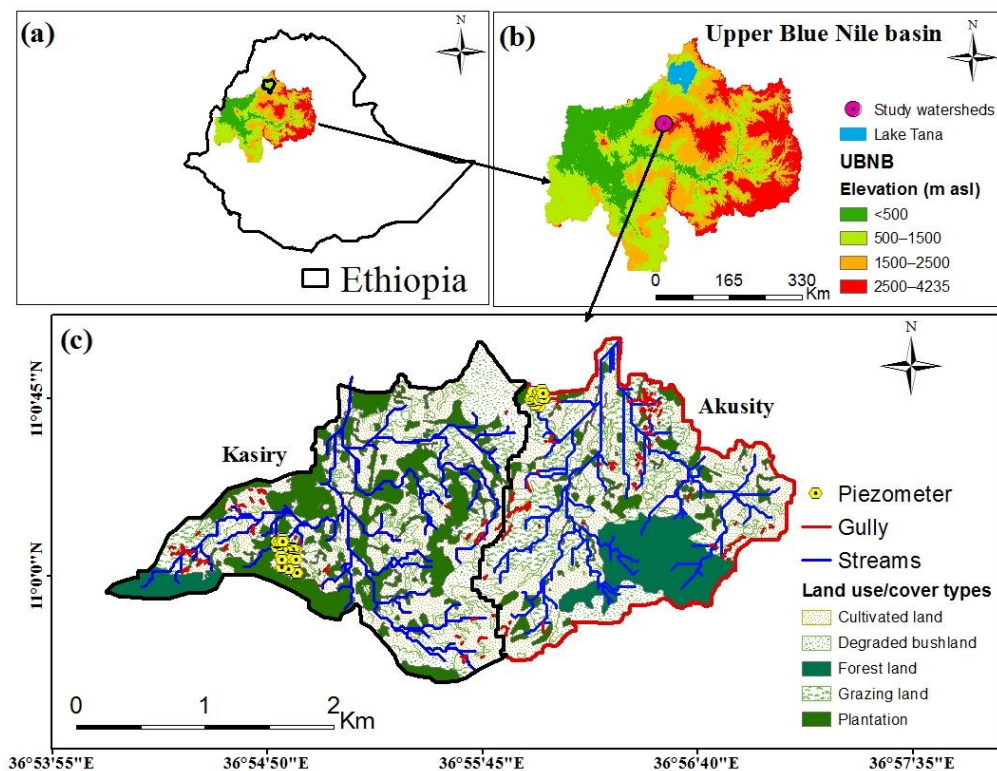 (a)
N
Ethiopia
(b)
Upper Blue Nile basin
N
Study watersheds
Lake Tana
UBNB
Elevation (m asl)
<500
500–1500
1500–2500
2500–4235
0 165 330
Km
(c)
N
Kasiry
Akusity
11°0'45"N
11°0'0"N
Piezometer
Gully
Streams
Land use/cover types
Cultivated land
Degraded bushland
Forest land
Grazing land
Plantation
0 1 2
Km
36°53'55"E 36°54'50"E 36°55'45"E 36°56'40"E 36°57'35"E